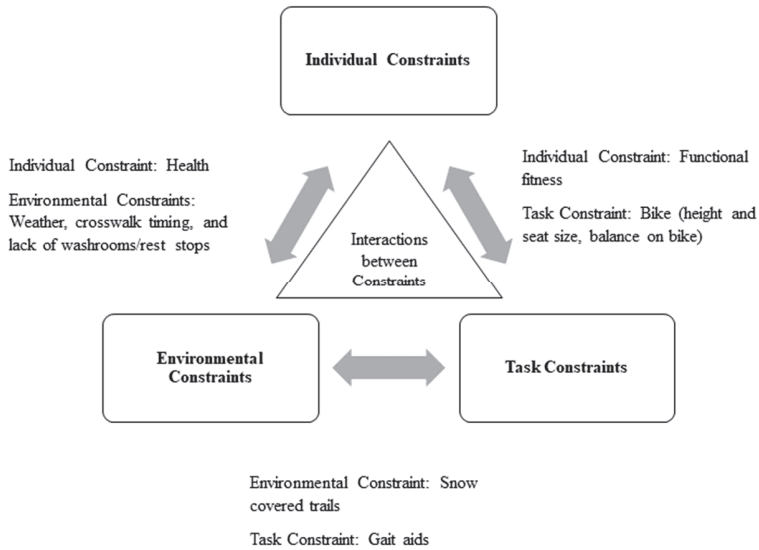 Individual Constraints
Individual Constraint: Health
Environmental Constraints:
Weather, crosswalk timing, and
lack of washrooms/rest stops
Individual Constraint: Functional
fitness
Task Constraint: Bike (height and
seat size, balance on bike)
Interactions
between
Constraints
Environmental
Constraints
Task Constraints
Environmental Constraint: Snow
covered trails
Task Constraint: Gait aids